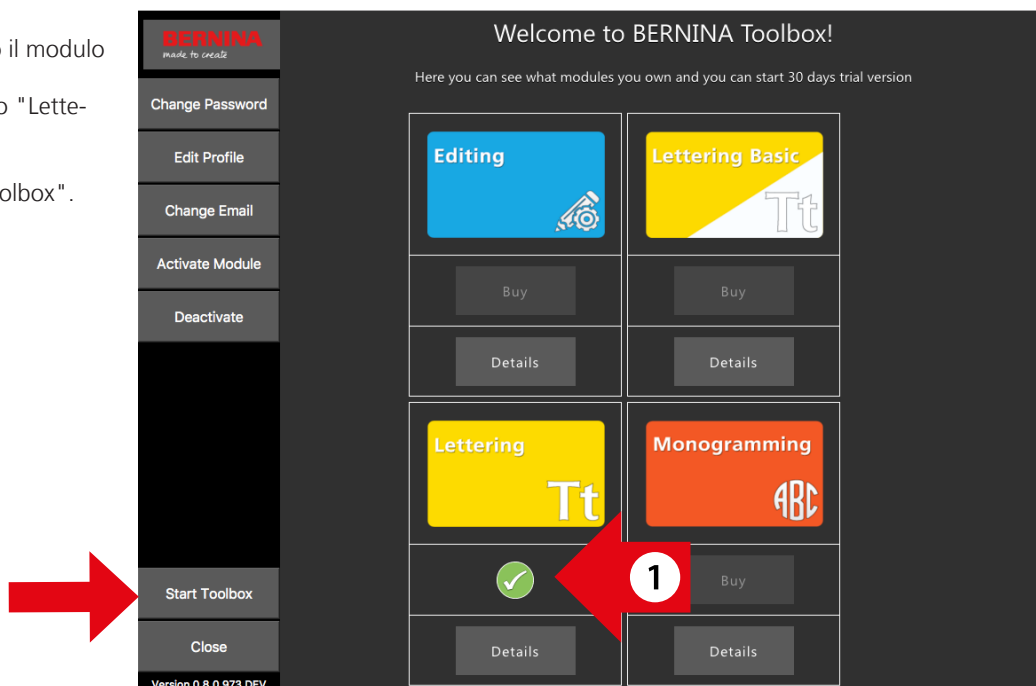 il modulo
"Lette-
olbox".
BERNINA
made to create
Change Password
Edit Profile
Change Email
Activate Module
Deactivate
Start Toolbox
Close
Version 0.8.0.973 DEV
Welcome to BERNINA Toolbox!
Here you can see what modules you own and you can start 30 days trial version
Editing
Lettering Basic
Tt
Buy
Buy
Details
Details
Lettering
Tt
Monogramming
ABC
1
Buy
Details
Details